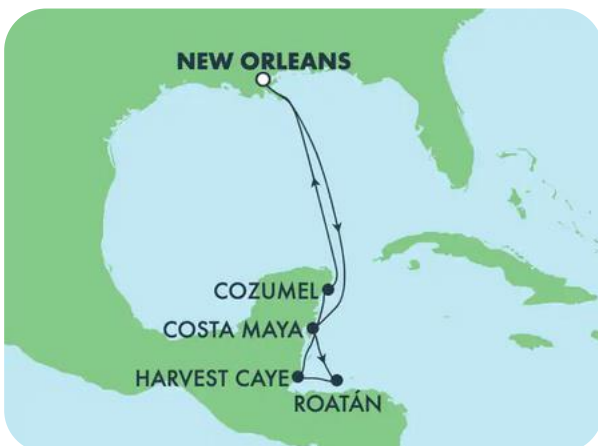 NEW ORLEANS
COZUMEL
COSTA MAYA
HARVEST CAYE
ROATÁN